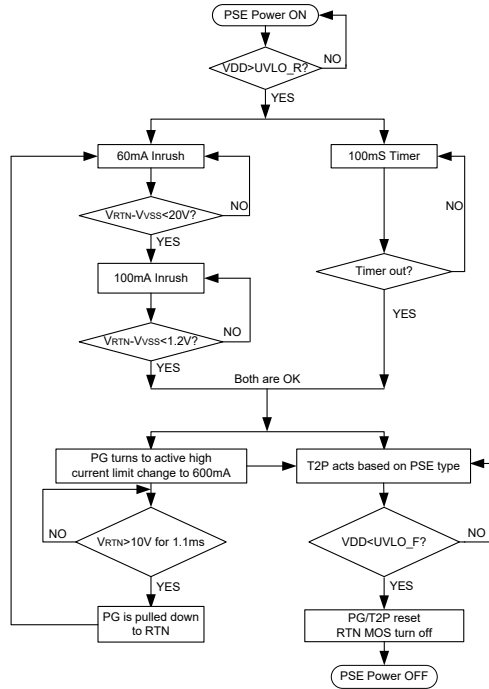 PSE Power ON
VDD>UVLO_R?
NO
YES
60mA Inrush
100mS Timer
NO
NO
VRTN-VVSS<20V?
YES
100mA Inrush
Timer out?
NO
YES
VRTN-VVSS<1.2V?
YES
Both are OK
PG turns to active high
current limit change to 600mA
T2P acts based on PSE type
NO
VRTN>10V for 1.1ms
VDD<UVLO_F?
NO
YES
YES
PG is pulled down
to RTN
PG/T2P reset
RTN MOS turn off
PSE Power OFF